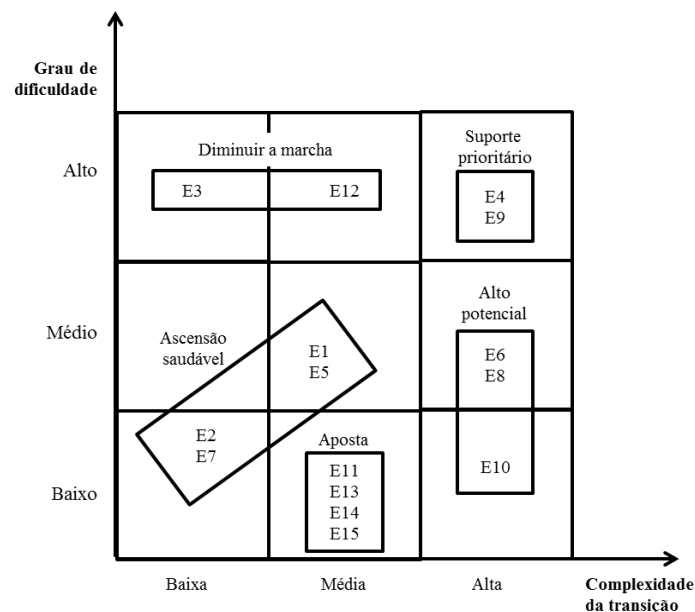 Grau de
dificuldade
Alto
Diminuir a marcha
Suporte
prioritário
E3
E12
E4
E9
Médio
Ascensão
saudável
Alto
potencial
E1
E5
E6
E8
Baixo
E2
E7
Aposta
E11
E13
E14
E15
E10
Baixa
Média
Alta
Complexidade
da transição